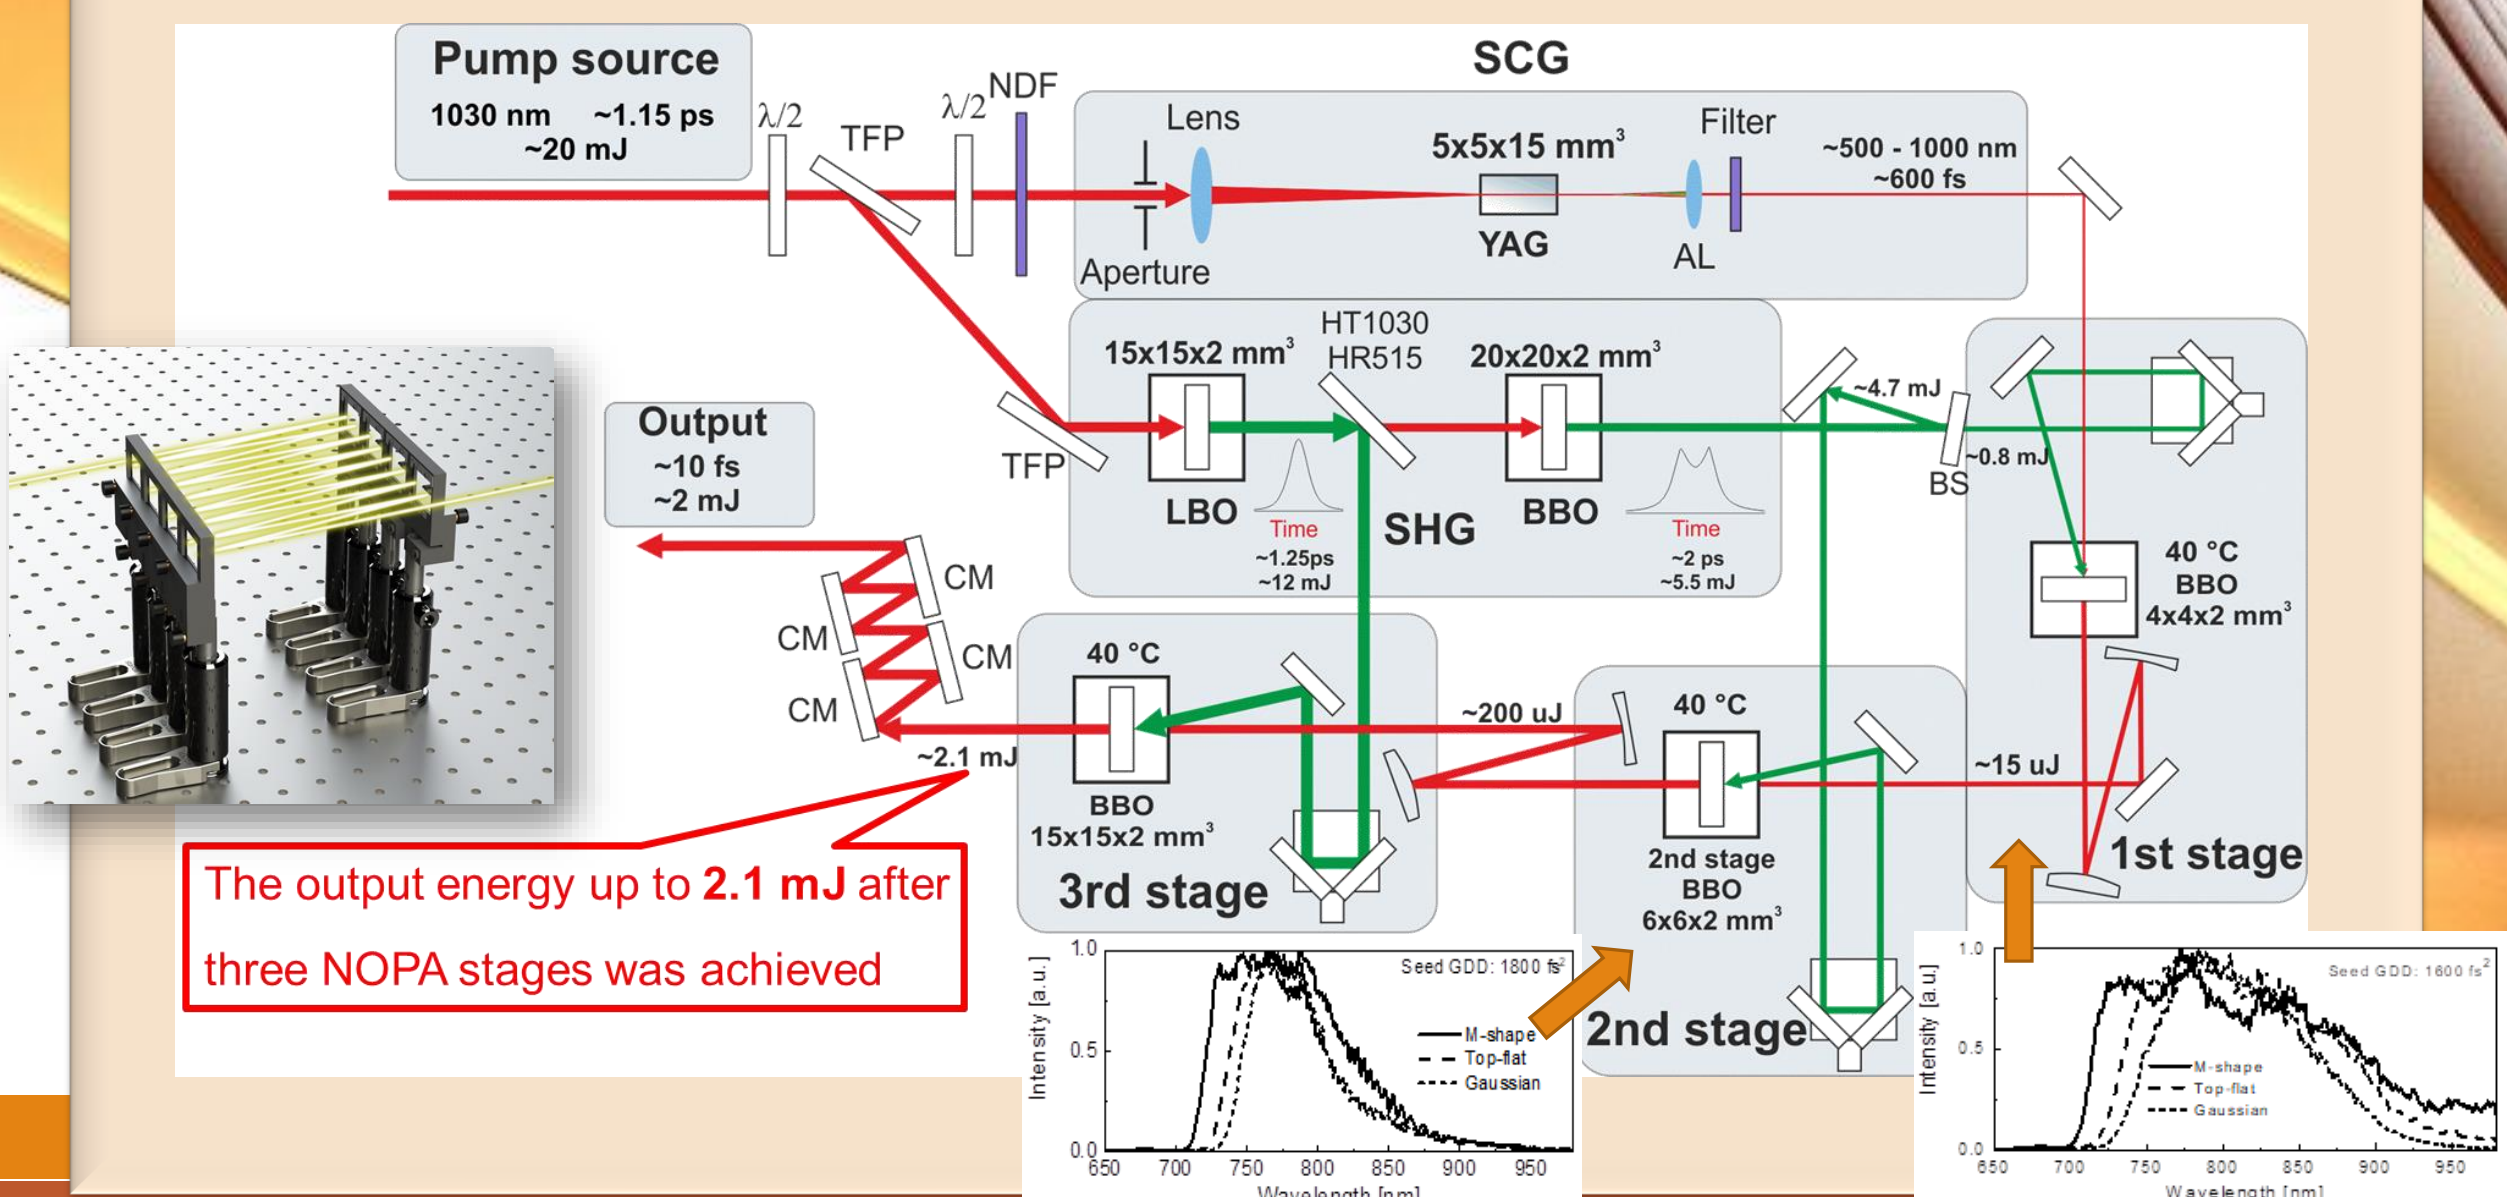 Pump source
1030 nm ~1.15 ps
~20 mJ
λ/2
TFP
λ/2
NDF
SCG
Lens
Aperture
5x5x15 mm³
YAG
Filter
AL
~500 - 1000 nm
~600 fs
TFP
15x15x2 mm³
LBO
HT1030
HR515
20x20x2 mm³
BBO
SHG
Time
~1.25ps
~12 mJ
Time
~2 ps
~5.5 mJ
~4.7 mJ
BS
~0.8 mJ
40 °C
BBO
4x4x2 mm³
1st stage
~15 uJ
40 °C
2nd stage
BBO
6x6x2 mm³
2nd stage
~200 uJ
40 °C
BBO
15x15x2 mm³
3rd stage
~2.1 mJ
CM
CM
CM
CM
Output
~10 fs
~2 mJ
The output energy up to 2.1 mJ after
three NOPA stages was achieved
Intensity [a.u.]
1.0
0.5
0.0
Seed GDD: 1800 fs²
M-shape
Top-flat
Gaussian
650 700 750 800 850 900 950
Wavelength [nm]
Intensity [a.u.]
1.0
0.5
0.0
Seed GDD: 1600 fs²
M-shape
Top-flat
Gaussian
650 700 750 800 850 900 950
Wavelength [nm]